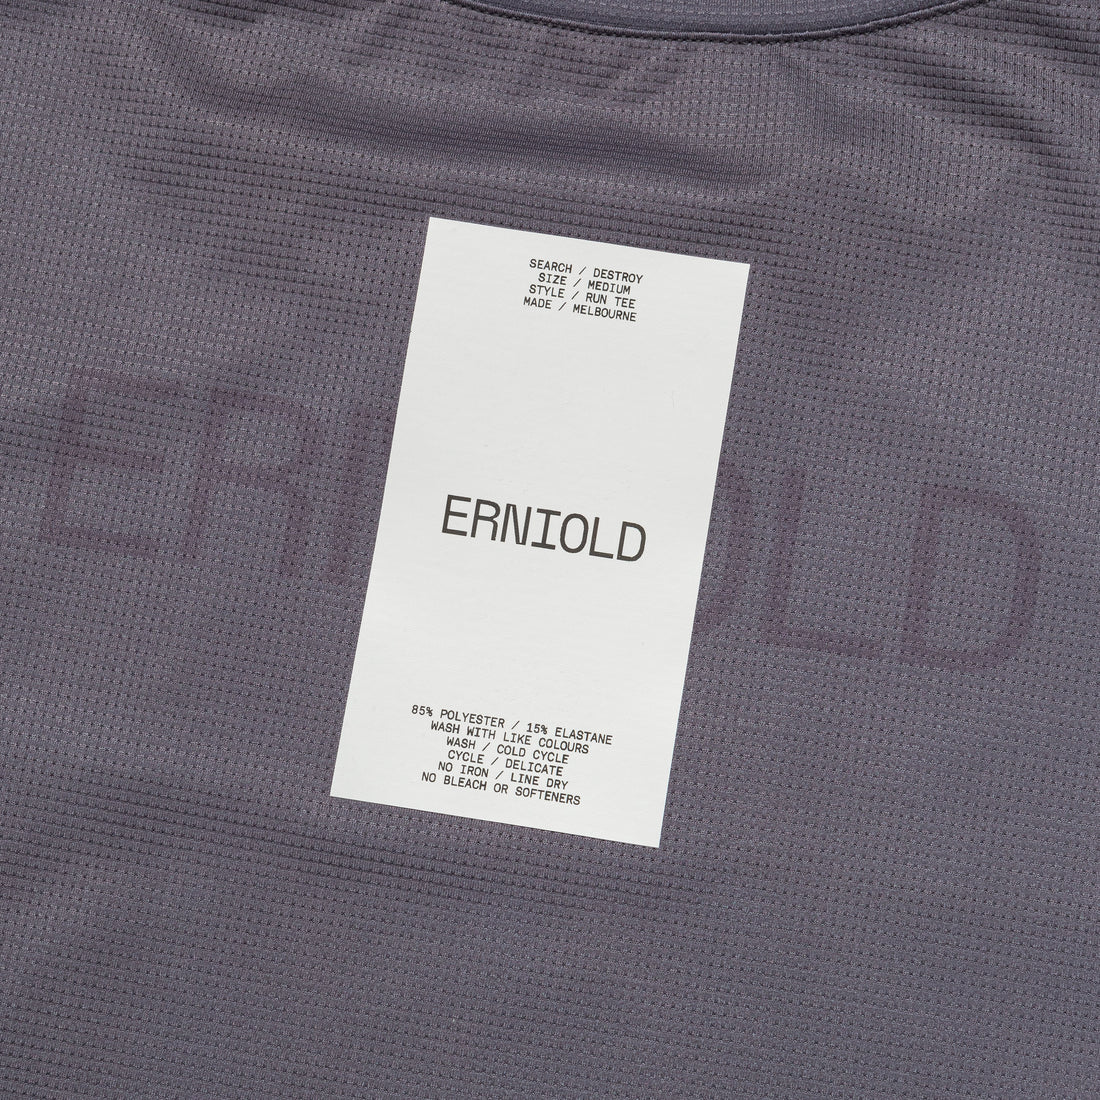 SEARCH / DESTROY
SIZE / MEDIUM
STYLE / RUN TEE
MADE / MELBOURNE
ERNIOLD
ERNIOLD
85% POLYESTER / 15% ELASTANE
WASH WITH LIKE COLOURS
WASH / COLD CYCLE
CYCLE / DELICATE
NO IRON / LINE DRY
NO BLEACH OR SOFTENERS